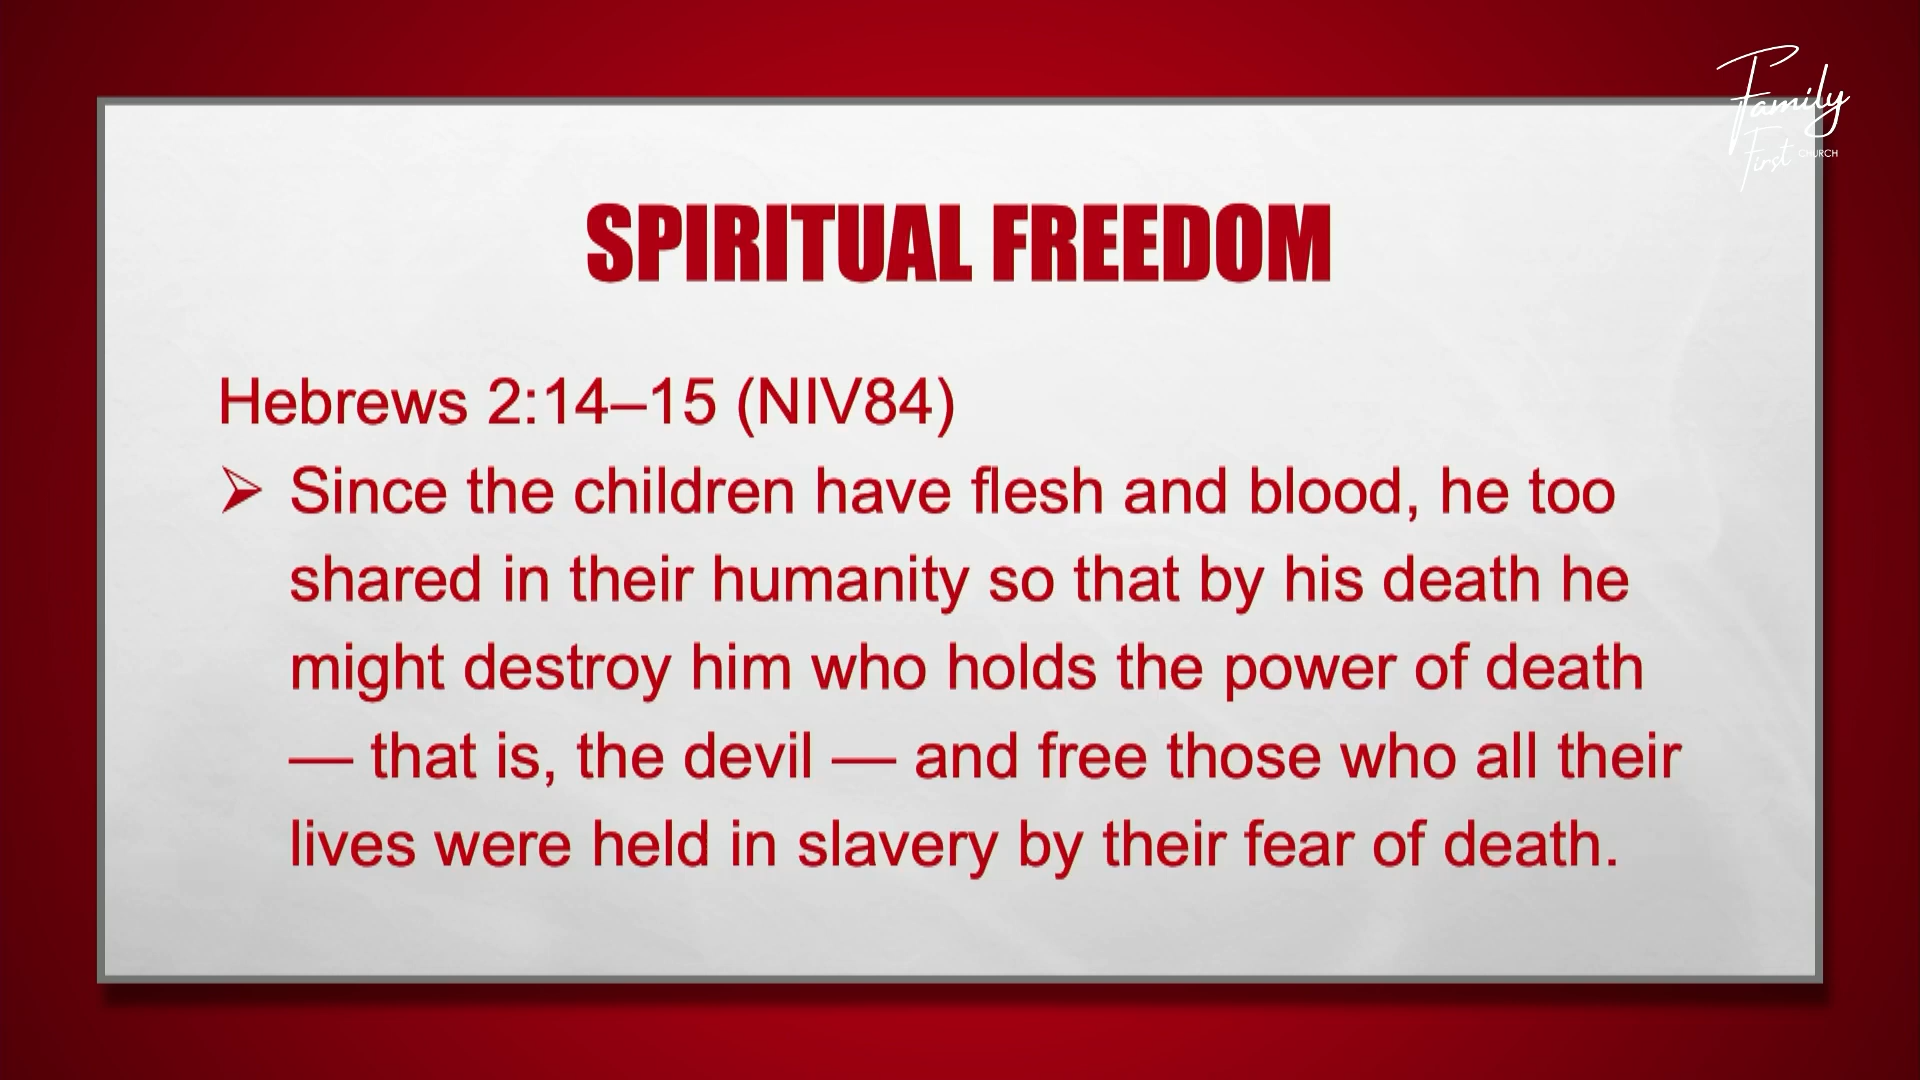 Family
First CHURCH
SPIRITUAL FREEDOM
Hebrews 2:14–15 (NIV84)
➢ Since the children have flesh and blood, he too
shared in their humanity so that by his death he
might destroy him who holds the power of death
— that is, the devil — and free those who all their
lives were held in slavery by their fear of death.